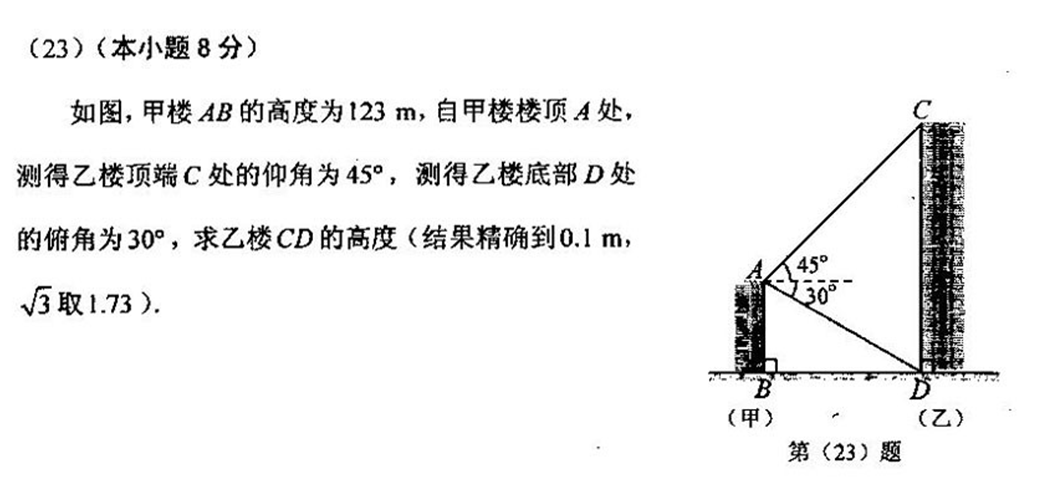 （23）（本小题 8 分）
如图，甲楼 AB 的高度为123 m，自甲楼楼顶 A 处，
测得乙楼顶端 C 处的仰角为 45°，测得乙楼底部 D 处
的俯角为 30°，求乙楼 CD 的高度（结果精确到 0.1 m，
√3 取 1.73 ）.
C
A
45°
30°
B
D
（甲）
（乙）
第（23）题